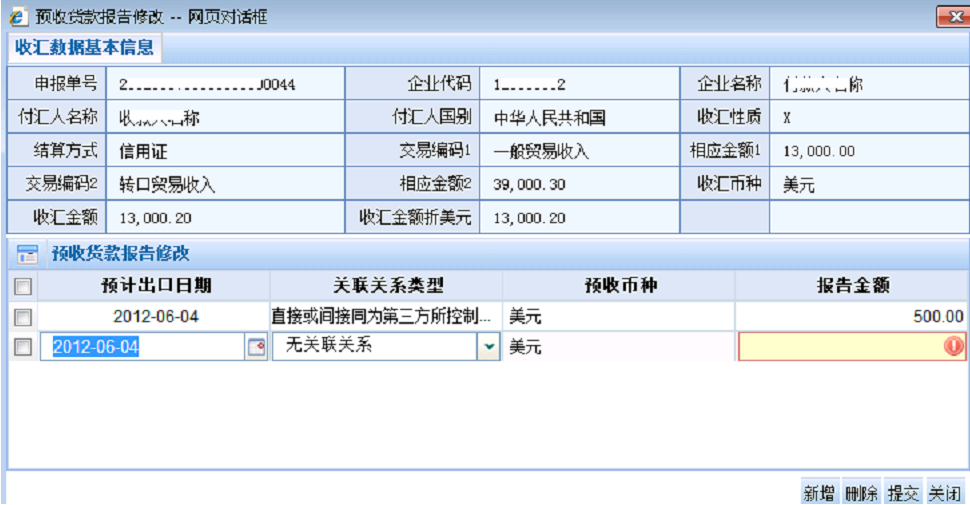 预收货款报告修改 -- 网页对话框
收汇数据基本信息
申报单号 2 0044 企业代码 1 2 企业名称 称
付汇人名称 收 称 付汇人国别 中华人民共和国 收汇性质 X
结算方式 信用证 交易编码1 一般贸易收入 相应金额1 13,000.00
交易编码2 转口贸易收入 相应金额2 39,000.30 收汇币种 美元
收汇金额 13,000.20 收汇金额折美元 13,000.20
预收货款报告修改
预计出口日期 关联关系类型 预收币种 报告金额
2012-06-04 直接或间接同为第三方所控制... 美元 500.00
2012-06-04 无关联关系 美元
新增 删除 提交 关闭